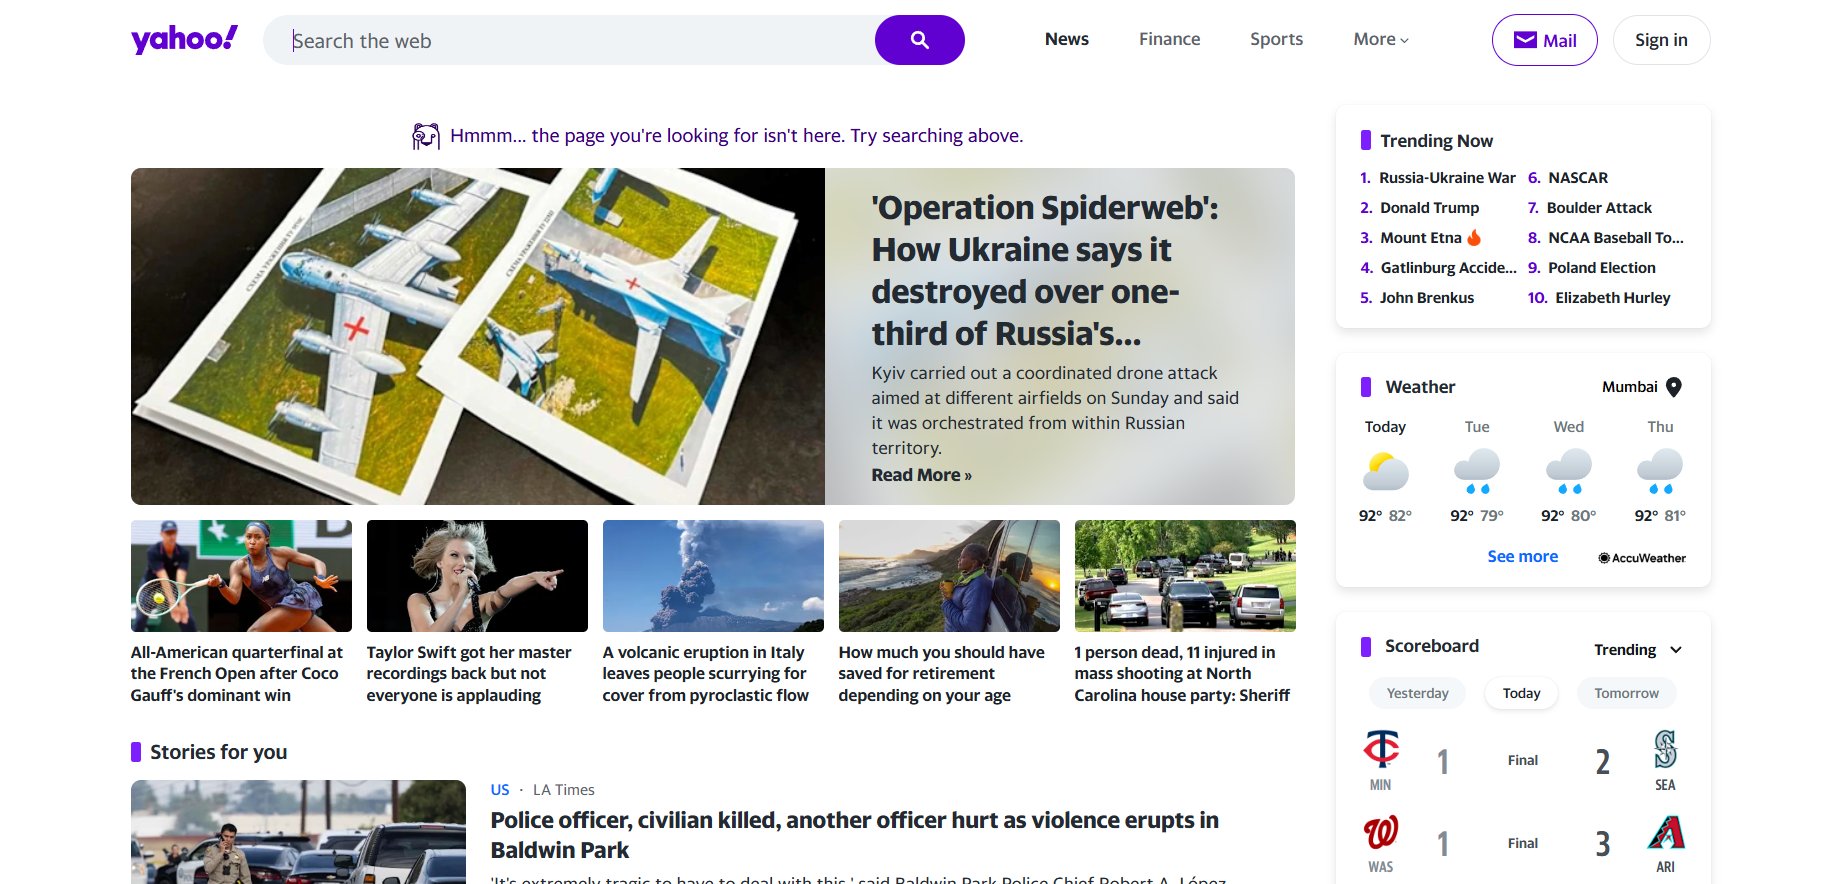 yahoo!
Search the web
News
Finance
Sports
More
Mail
Sign in
Hmmm... the page you're looking for isn't here. Try searching above.
'Operation Spiderweb':
How Ukraine says it
destroyed over one-
third of Russia's...
Kyiv carried out a coordinated drone attack
aimed at different airfields on Sunday and said
it was orchestrated from within Russian
territory.
Read More »
All-American quarterfinal at
the French Open after Coco
Gauff's dominant win
Taylor Swift got her master
recordings back but not
everyone is applauding
A volcanic eruption in Italy
leaves people scurrying for
cover from pyroclastic flow
How much you should have
saved for retirement
depending on your age
1 person dead, 11 injured in
mass shooting at North
Carolina house party: Sheriff
Stories for you
US · LA Times
Police officer, civilian killed, another officer hurt as violence erupts in
Baldwin Park
'It's extremely tragic to have to deal with this,' said Baldwin Park Police Chief Robert A. López
Trending Now
1. Russia-Ukraine War
2. Donald Trump
3. Mount Etna
4. Gatlinburg Accide...
5. John Brenkus
6. NASCAR
7. Boulder Attack
8. NCAA Baseball To...
9. Poland Election
10. Elizabeth Hurley
Weather
Mumbai
Today Tue Wed Thu
92° 82° 92° 79° 92° 80° 92° 81°
See more
AccuWeather
Scoreboard
Trending
Yesterday Today Tomorrow
MIN 1 Final 2 SEA
WAS 1 Final 3 ARI